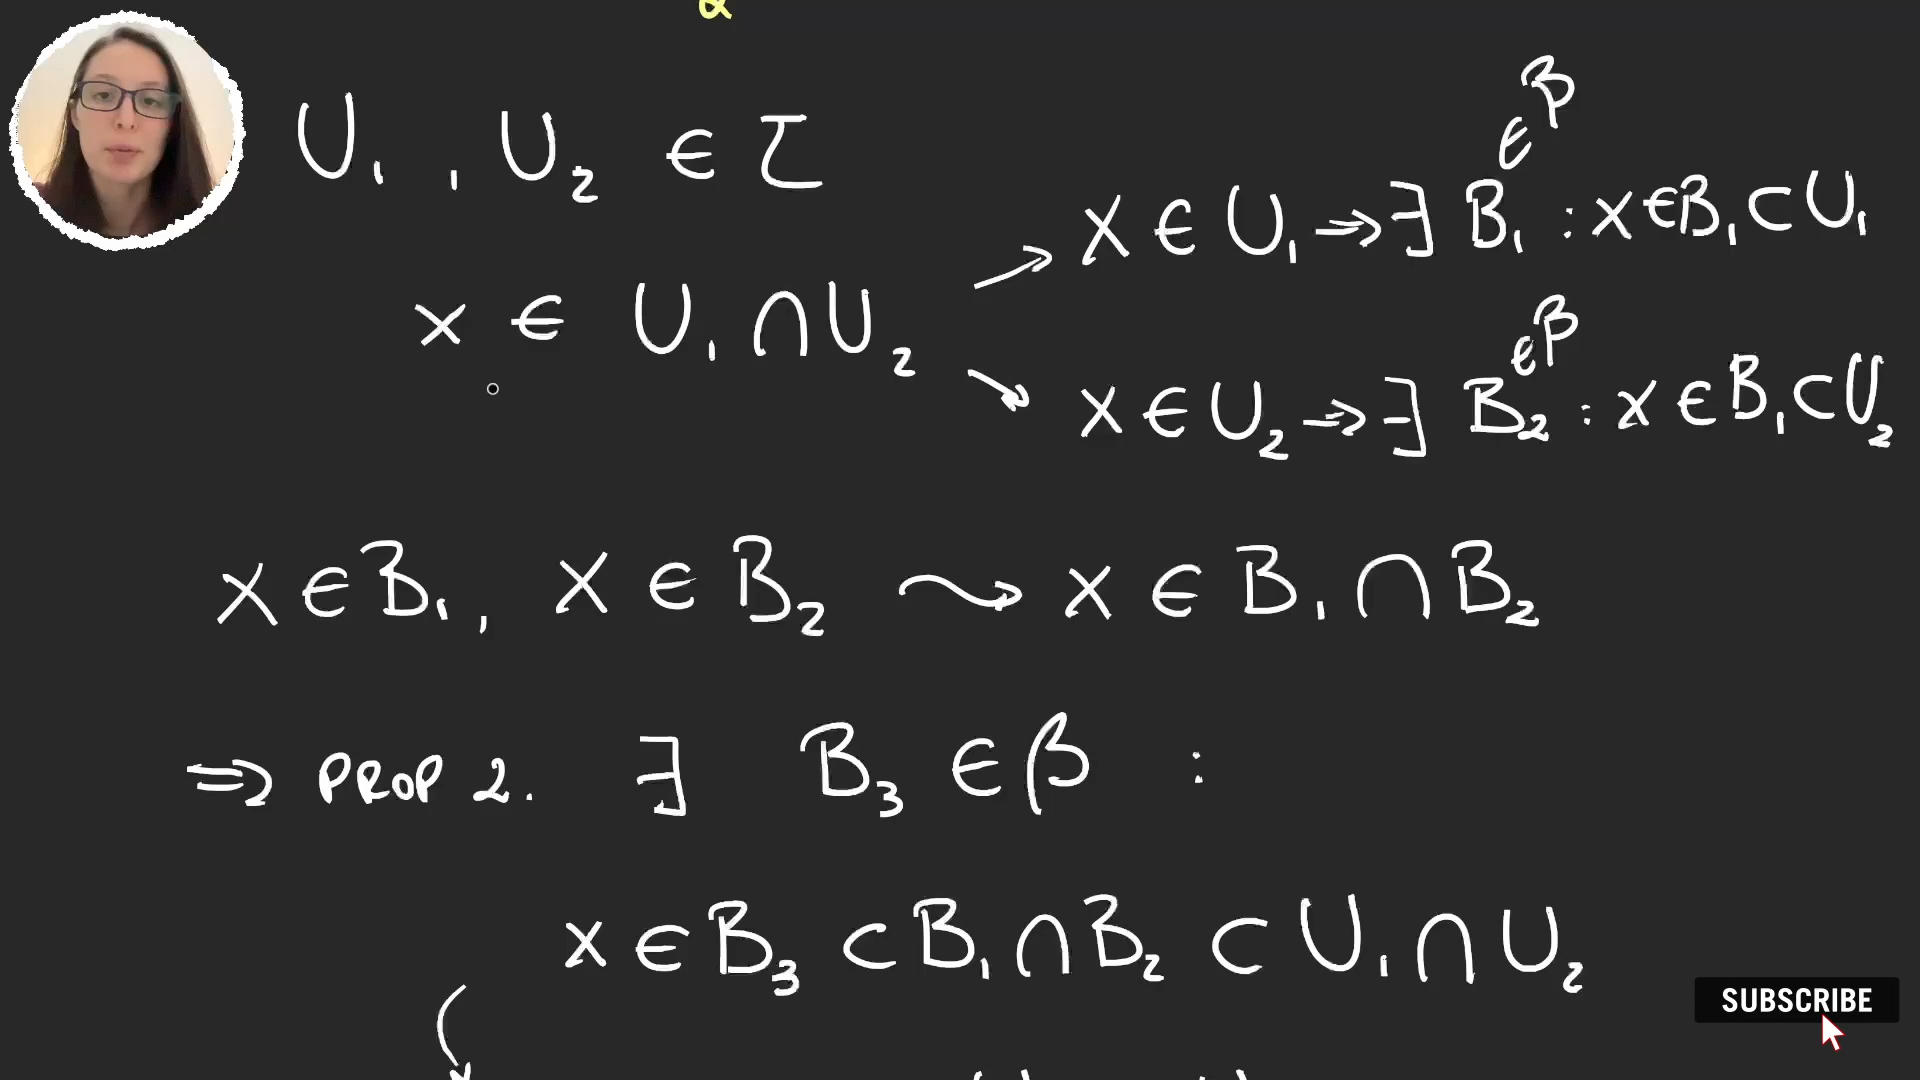 α
U₁ , U₂ ∈ τ
x ∈ U₁ ∩ U₂
x ∈ U₁ ⇒ ∃ B₁ ∈ β : x ∈ B₁ ⊂ U₁
x ∈ U₂ ⇒ ∃ B₂ ∈ β : x ∈ B₁ ⊂ U₂
x ∈ B₁ , x ∈ B₂ ⇝ x ∈ B₁ ∩ B₂
⇒ PROP 2. ∃ B₃ ∈ β :
x ∈ B₃ ⊂ B₁ ∩ B₂ ⊂ U₁ ∩ U₂
SUBSCRIBE